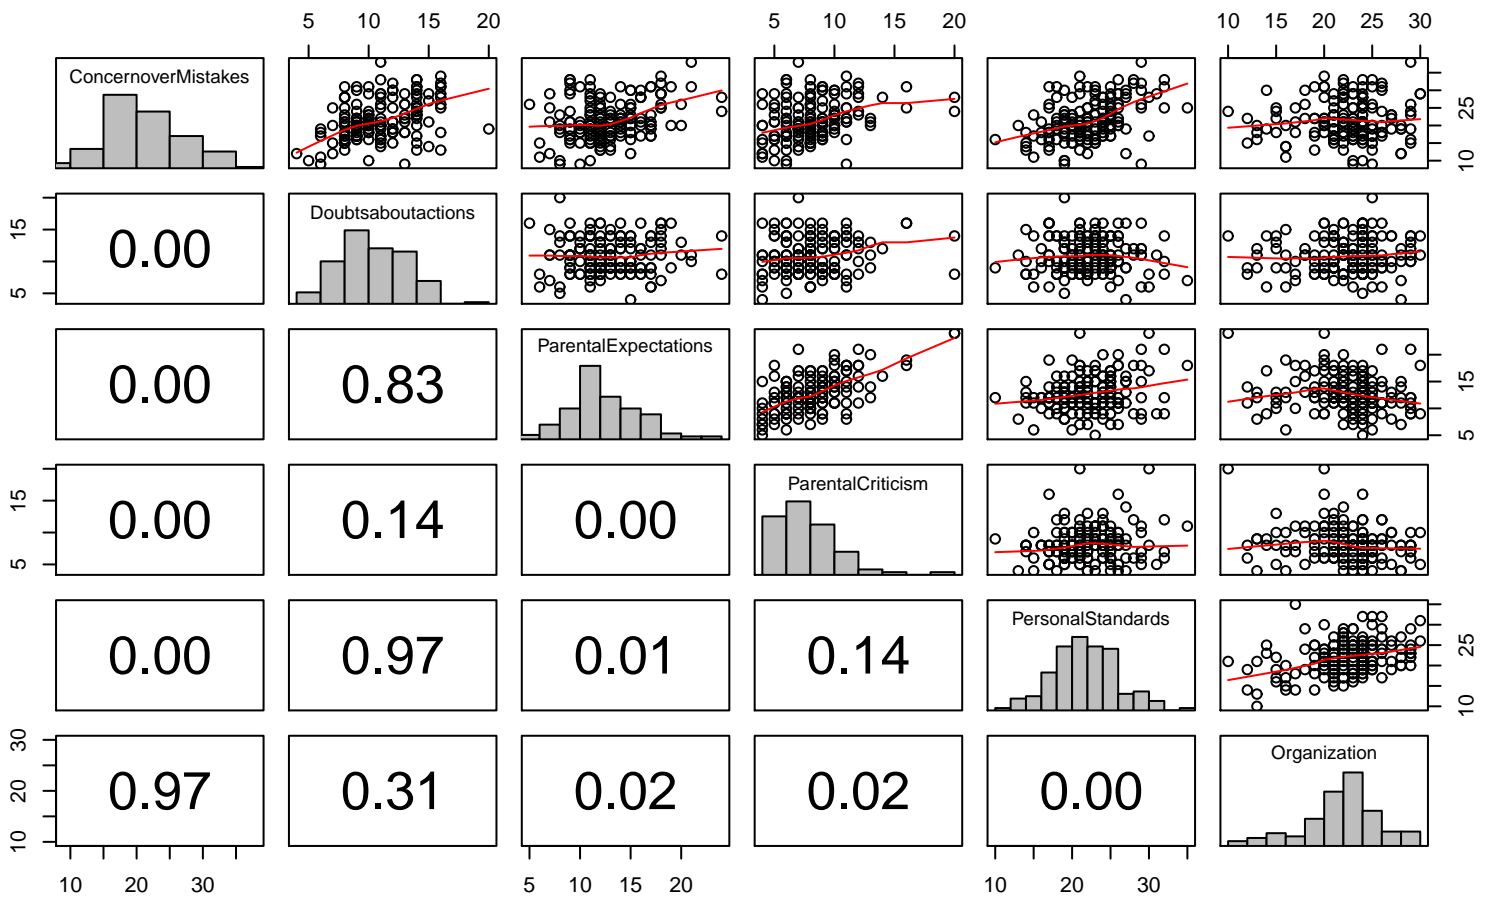 5 10 15 20
5 10 15 20
10 15 20 25 30
ConcernoverMistakes
10 25
0.00
Doubtsaboutactions
5 15
0.00
0.83
ParentalExpectations
5 15
0.00
0.14
0.00
ParentalCriticism
5 15
0.00
0.97
0.01
0.14
PersonalStandards
10 25
0.97
0.31
0.02
0.02
0.00
Organization
10 20 30
10 20 30
5 10 15 20
10 20 30